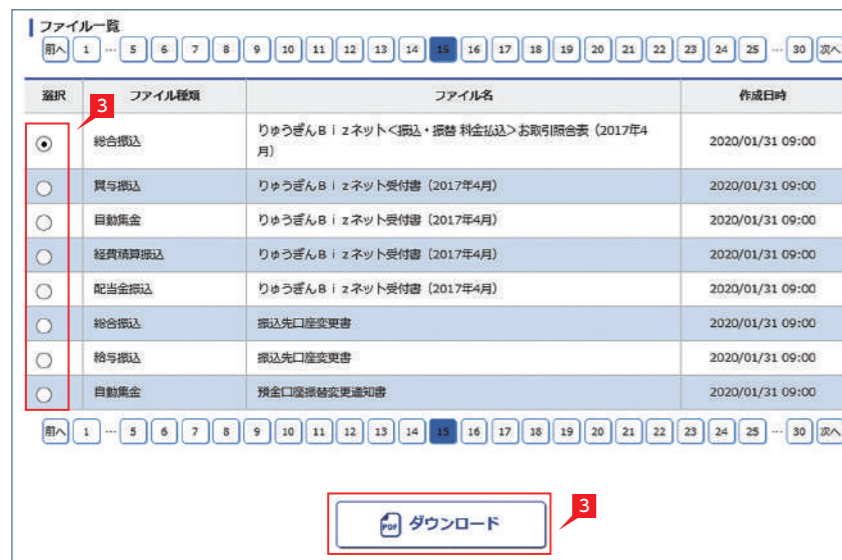 ファイル一覧
前へ 1 … 5 6 7 8 9 10 11 12 13 14 15 16 17 18 19 20 21 22 23 24 25 … 30 次へ
選択 ファイル種類 ファイル名 作成日時
3
総合振込 りゅうぎんBizネット<振込・振替 料金払込>お取引照合表（2017年4
月） 2020/01/31 09:00
賞与振込 りゅうぎんBizネット受付書（2017年4月） 2020/01/31 09:00
自動集金 りゅうぎんBizネット受付書（2017年4月） 2020/01/31 09:00
経費精算振込 りゅうぎんBizネット受付書（2017年4月） 2020/01/31 09:00
配当金振込 りゅうぎんBizネット受付書（2017年4月） 2020/01/31 09:00
総合振込 振込先口座変更書 2020/01/31 09:00
給与振込 振込先口座変更書 2020/01/31 09:00
自動集金 預金口座振替変更通知書 2020/01/31 09:00
前へ 1 … 5 6 7 8 9 10 11 12 13 14 15 16 17 18 19 20 21 22 23 24 25 … 30 次へ
3
PDF ダウンロード